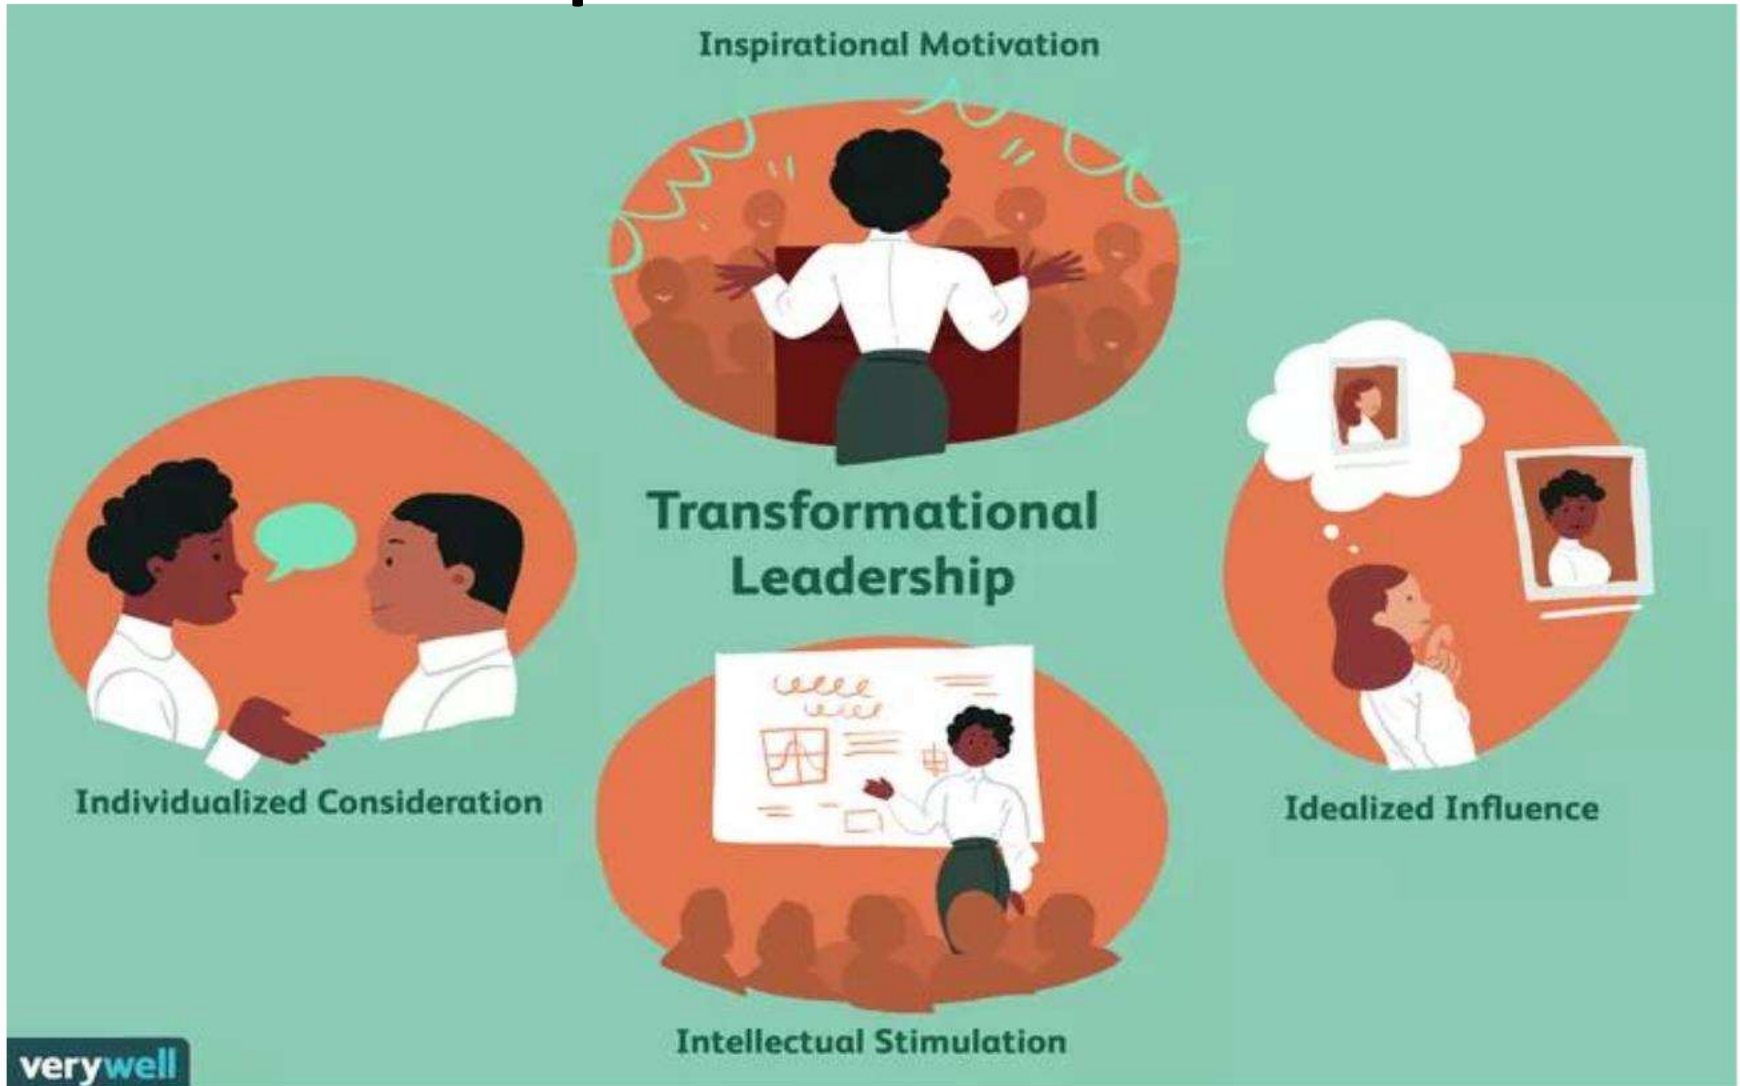 Inspirational Motivation
Transformational
Leadership
Individualized Consideration
Idealized Influence
Intellectual Stimulation
verywell